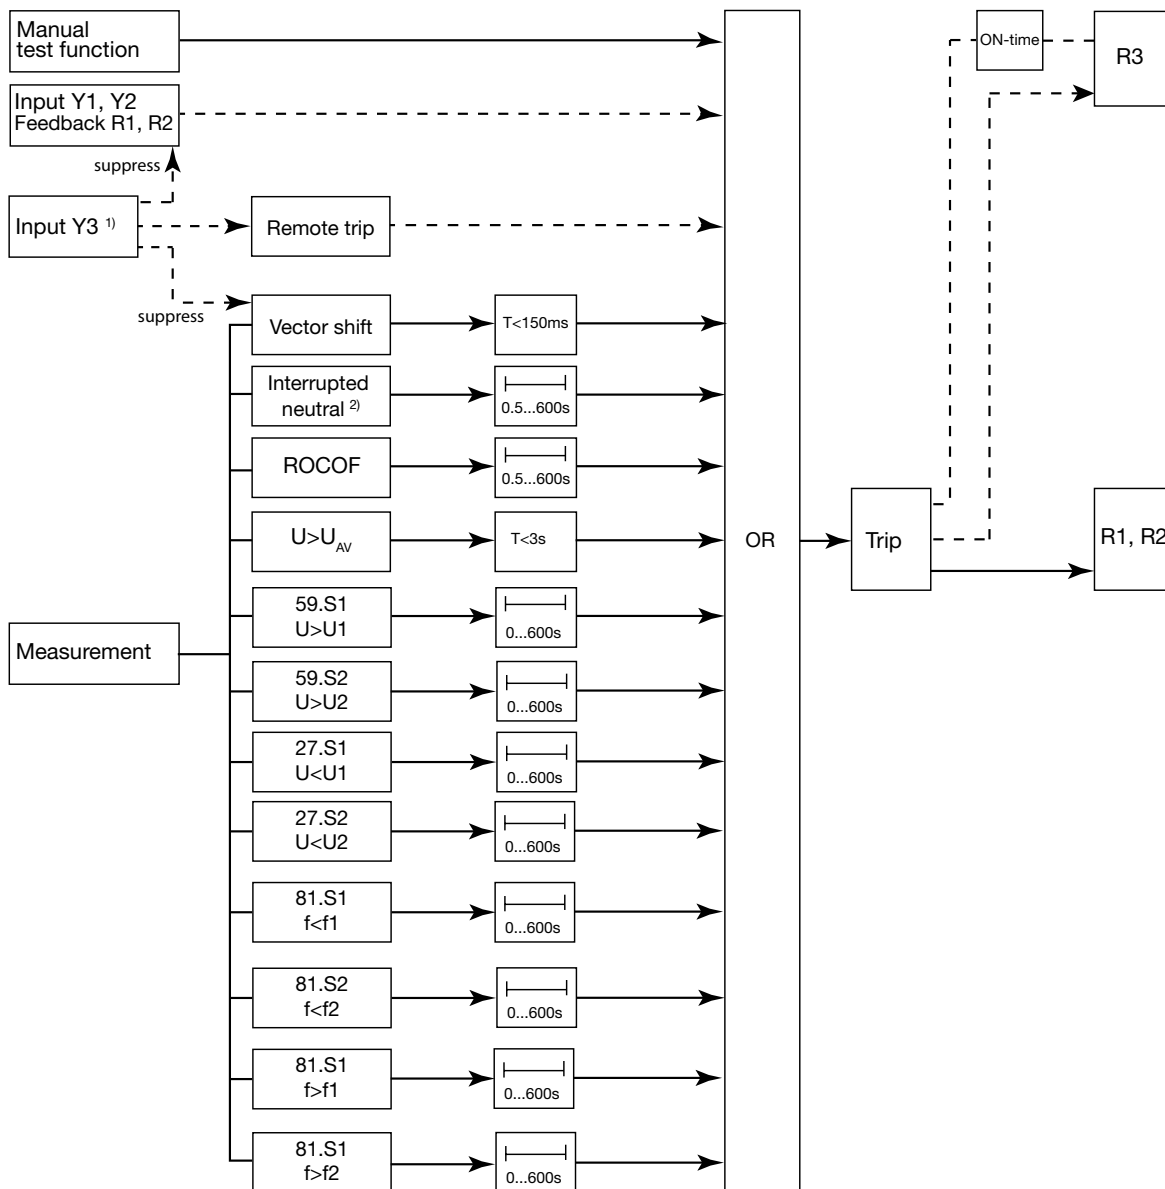 Manual
test function
ON-time
R3
Input Y1, Y2
Feedback R1, R2
suppress
Input Y3 1)
Remote trip
suppress
Vector shift
T<150ms
Interrupted
neutral 2)
0.5...600s
ROCOF
0.5...600s
U>UAV
T<3s
OR
Trip
R1, R2
59.S1
U>U1
0...600s
Measurement
59.S2
U>U2
0...600s
27.S1
U<U1
0...600s
27.S2
U<U2
0...600s
81.S1
f<f1
0...600s
81.S2
f<f2
0...600s
81.S1
f>f1
0...600s
81.S1
f>f2
0...600s